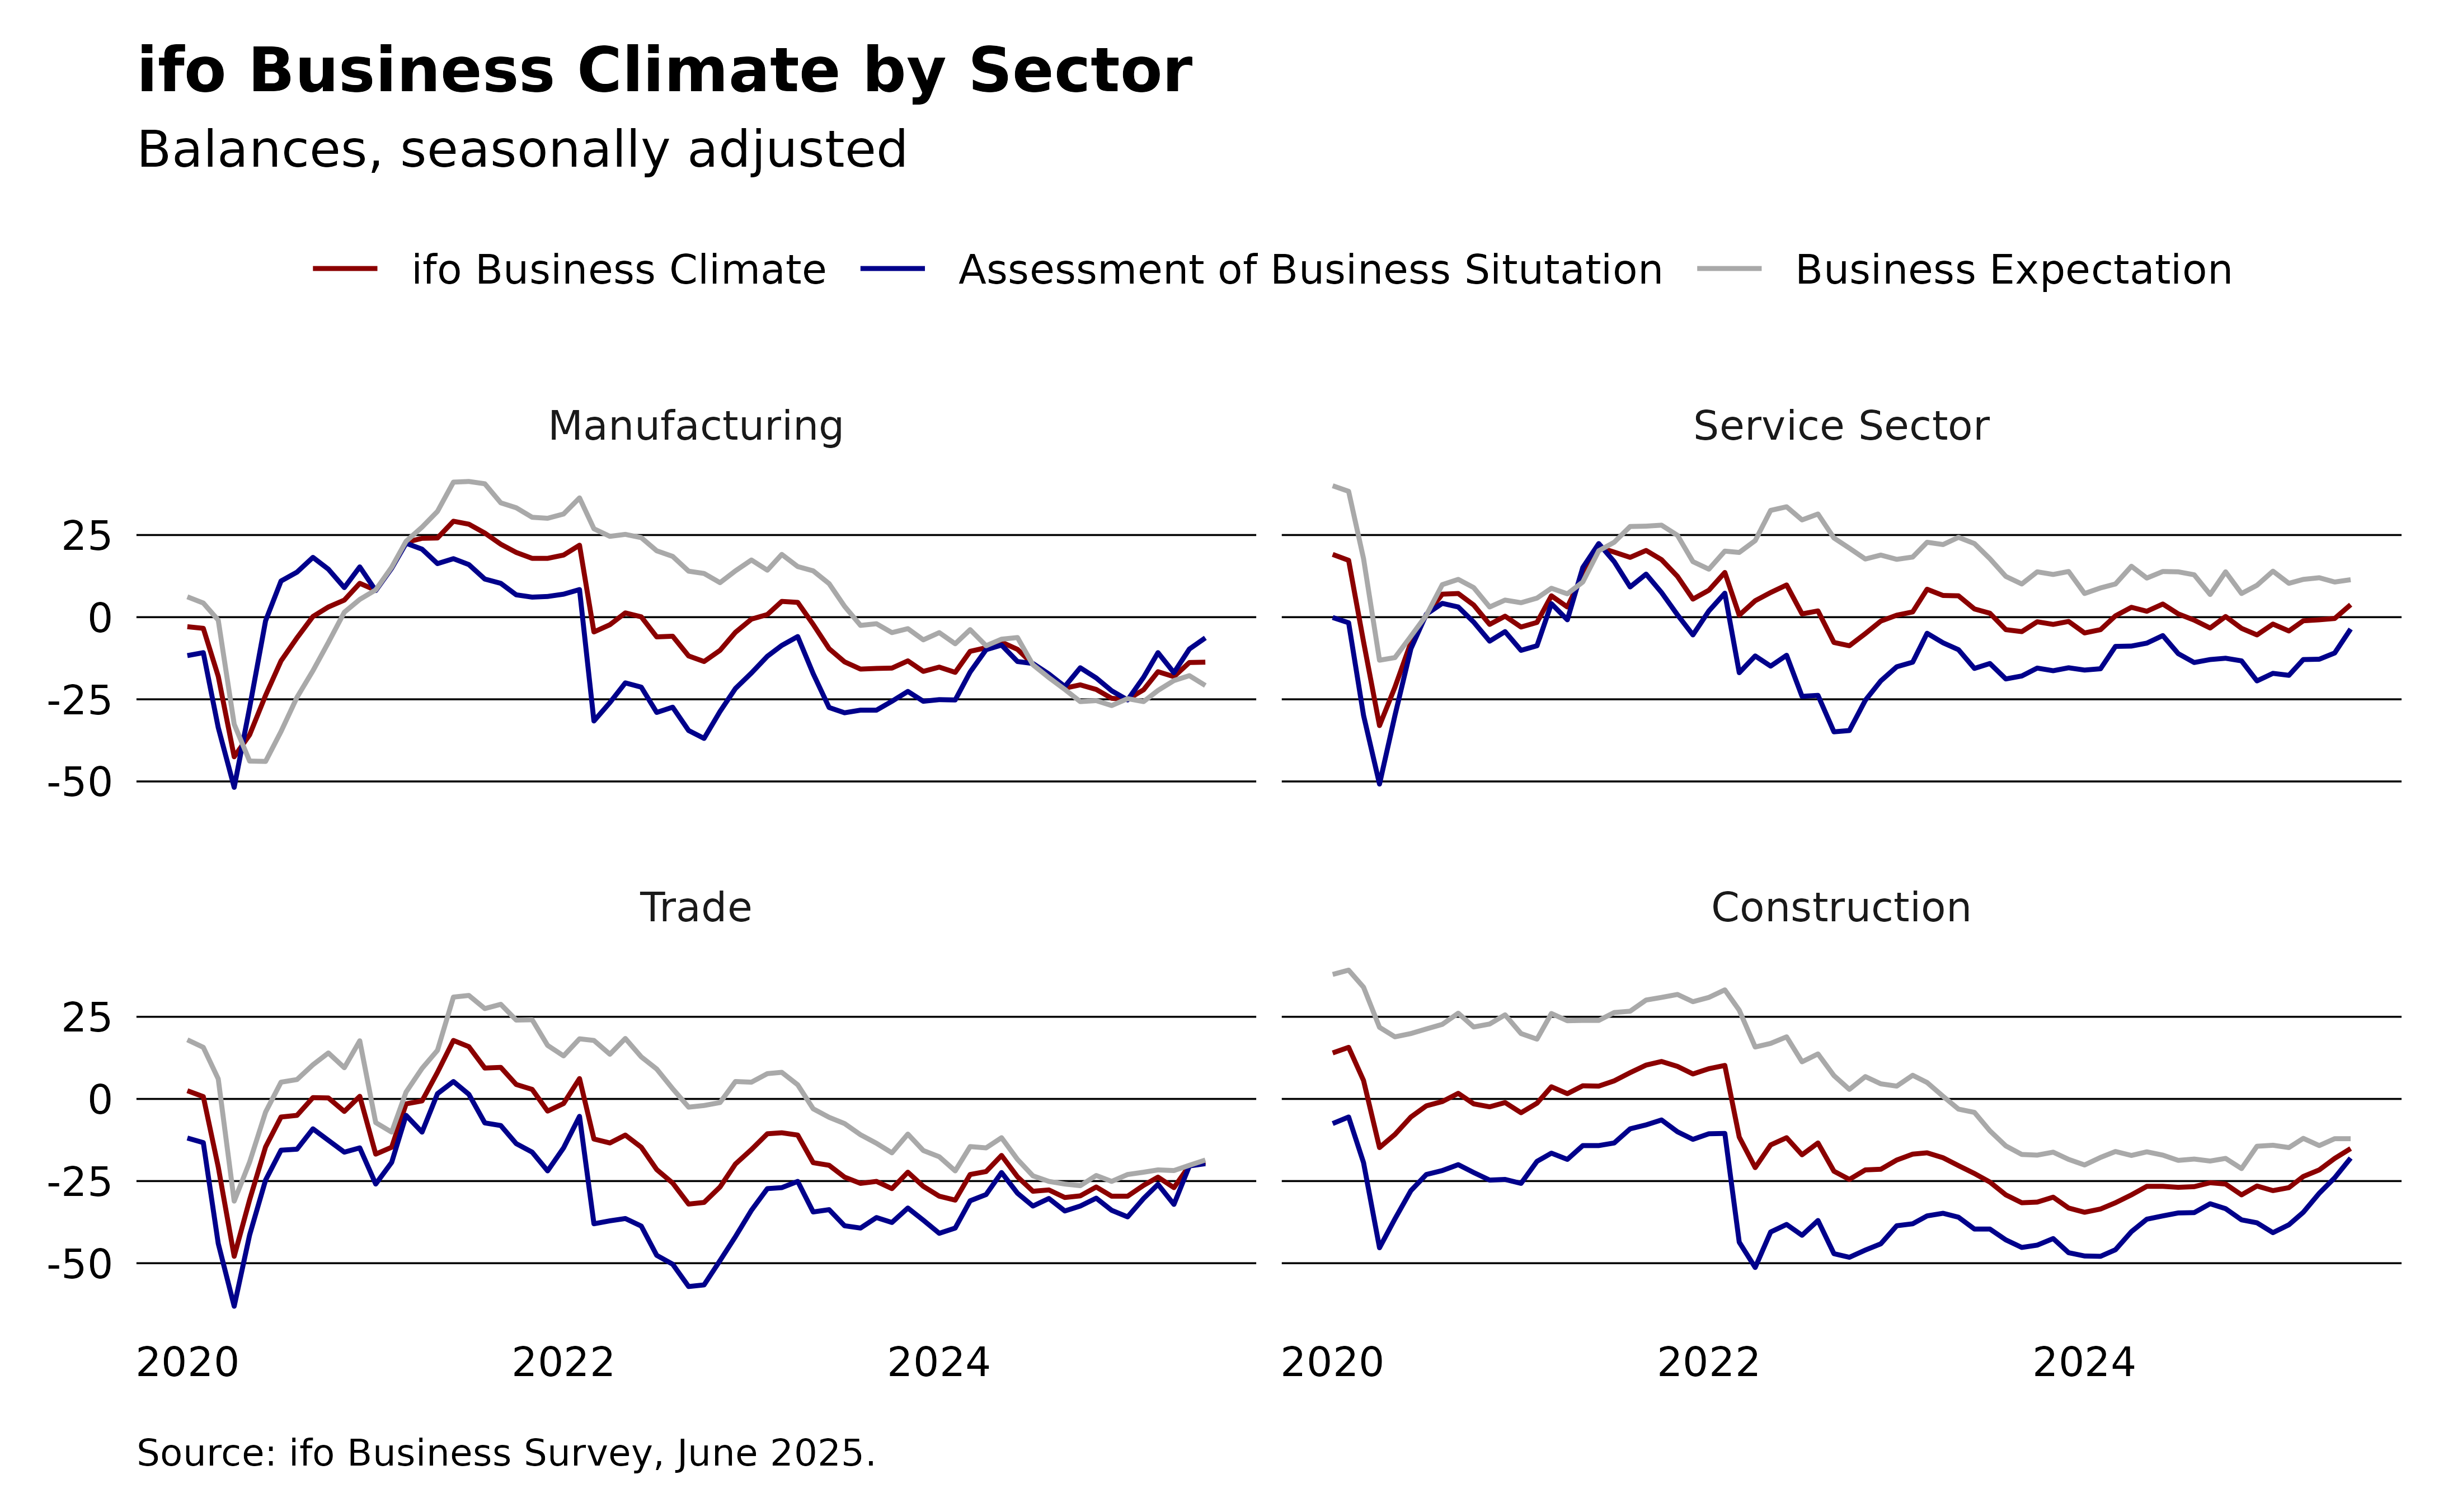 ifo Business Climate by Sector
Balances, seasonally adjusted
ifo Business Climate Assessment of Business Situtation Business Expectation
Manufacturing Service Sector
25
0
-25
-50
Trade Construction
25
0
-25
-50
2020 2022 2024 2020 2022 2024
Source: ifo Business Survey, June 2025.